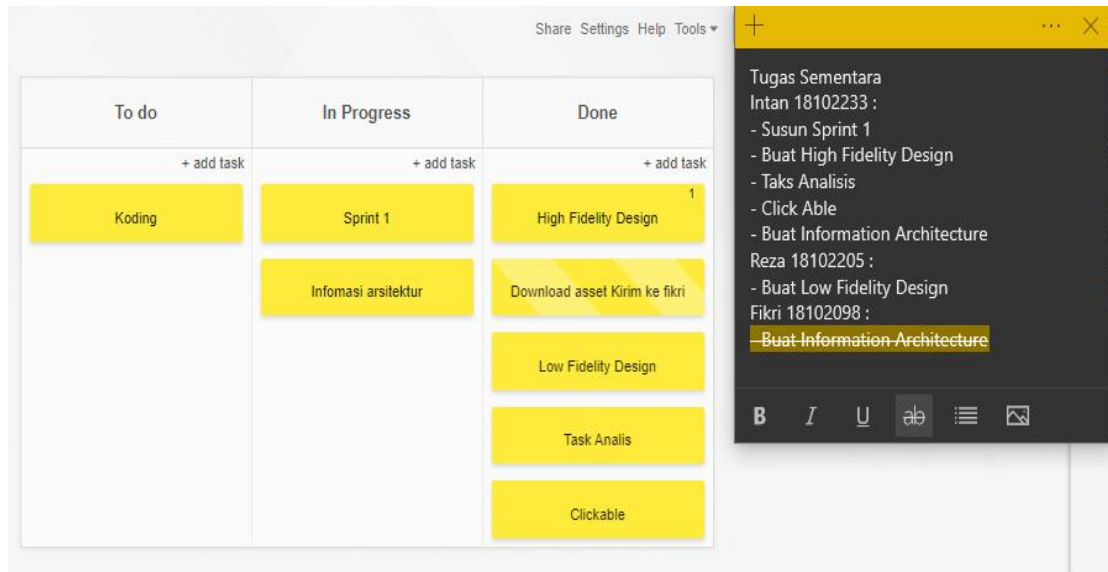 Share Settings Help Tools
To do
In Progress
Done
+ add task
+ add task
+ add task
Koding
Sprint 1
1
High Fidelity Design
Infomasi arsitektur
Download asset Kirim ke fikri
Low Fidelity Design
Task Analis
Clickable
Tugas Sementara
Intan 18102233 :
- Susun Sprint 1
- Buat High Fidelity Design
- Taks Analisis
- Click Able
- Buat Information Architecture
Reza 18102205 :
- Buat Low Fidelity Design
Fikri 18102098 :
- Buat Information Architecture
B I U ab